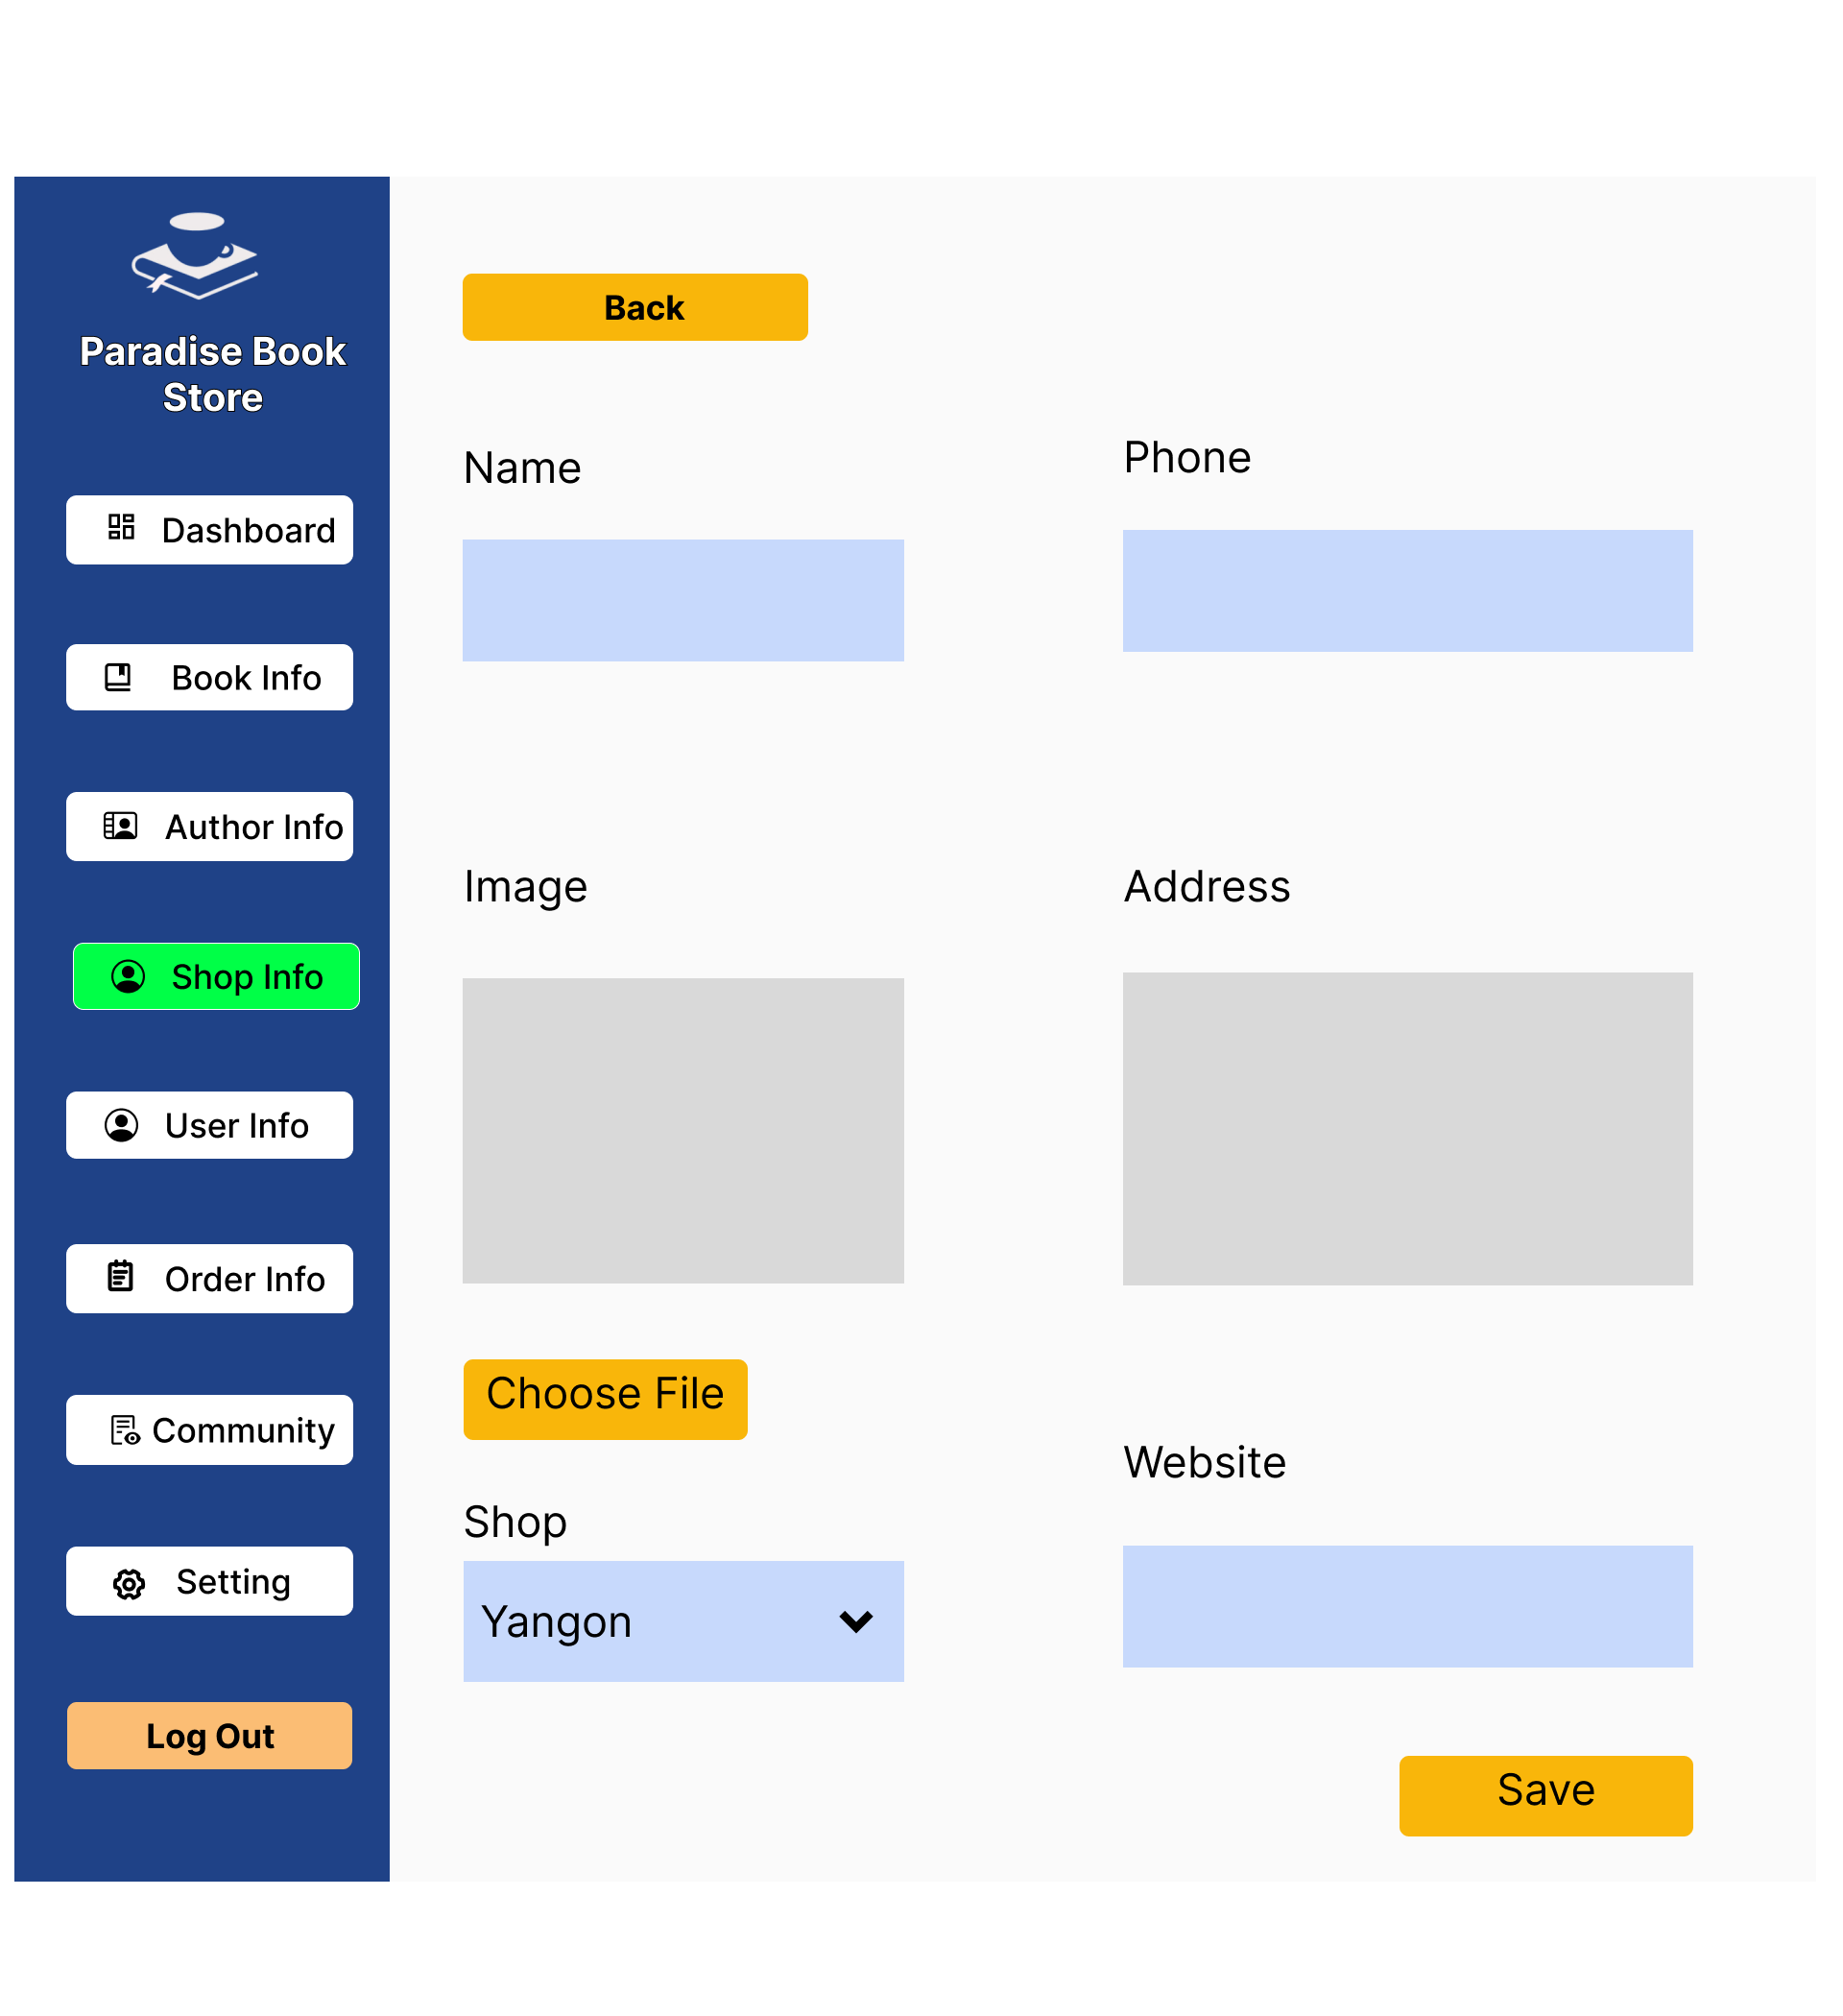 Paradise Book
Store
Dashboard
Book Info
Author Info
Shop Info
User Info
Order Info
Community
Setting
Log Out
Back
Name
Phone
Image
Address
Choose File
Website
Shop
Yangon
Save